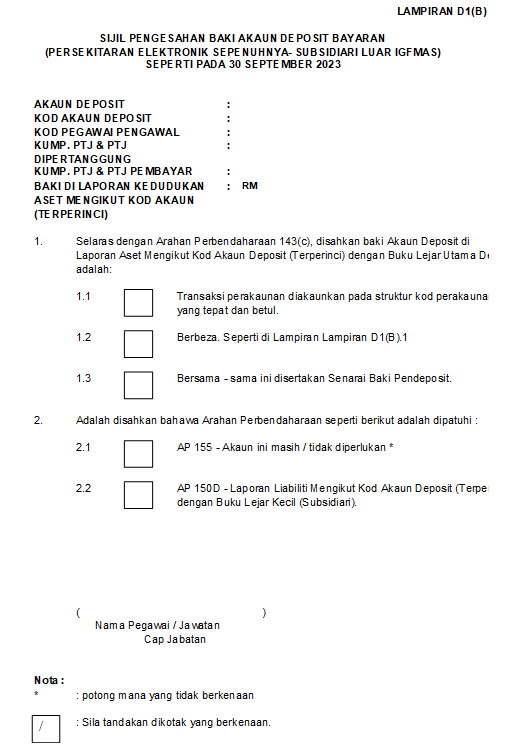 LAMPIRAN D1(B)
SIJIL PENGESAHAN BAKI AKAUN DEPOSIT BAYARAN
(PERSEKITARAN ELEKTRONIK SEPENUHNYA- SUBSIDIARI LUAR IGFMAS)
SEPERTI PADA 30 SEPTEMBER 2023
AKAUN DEPOSIT :
KOD AKAUN DEPOSIT :
KOD PEGAWAI PENGAWAL :
KUMP. PTJ & PTJ :
DIPERTANGGUNG
KUMP. PTJ & PTJ PEMBAYAR :
BAKI DI LAPORAN KEDUDUKAN : RM
ASET MENGIKUT KOD AKAUN
(TERPERINCI)
1. Selaras dengan Arahan Perbendaharaan 143(c), disahkan baki Akaun Deposit di
Laporan Aset Mengikut Kod Akaun Deposit (Terperinci) dengan Buku Lejar Utama
adalah:
1.1 Transaksi perakaunan diakaunkan pada struktur kod perakauna
yang tepat dan betul.
1.2 Berbeza. Seperti di Lampiran Lampiran D1(B).1
1.3 Bersama - sama ini disertakan Senarai Baki Pendeposit.
2. Adalah disahkan bahawa Arahan Perbendaharaan seperti berikut adalah dipatuhi :
2.1 AP 155 - Akaun ini masih / tidak diperlukan *
2.2 AP 150D - Laporan Liabiliti Mengikut Kod Akaun Deposit (Terpe
dengan Buku Lejar Kecil (Subsidiari).
( )
Nama Pegawai / Jawatan
Cap Jabatan
Nota :
* : potong mana yang tidak berkenaan
/ : Sila tandakan dikotak yang berkenaan.